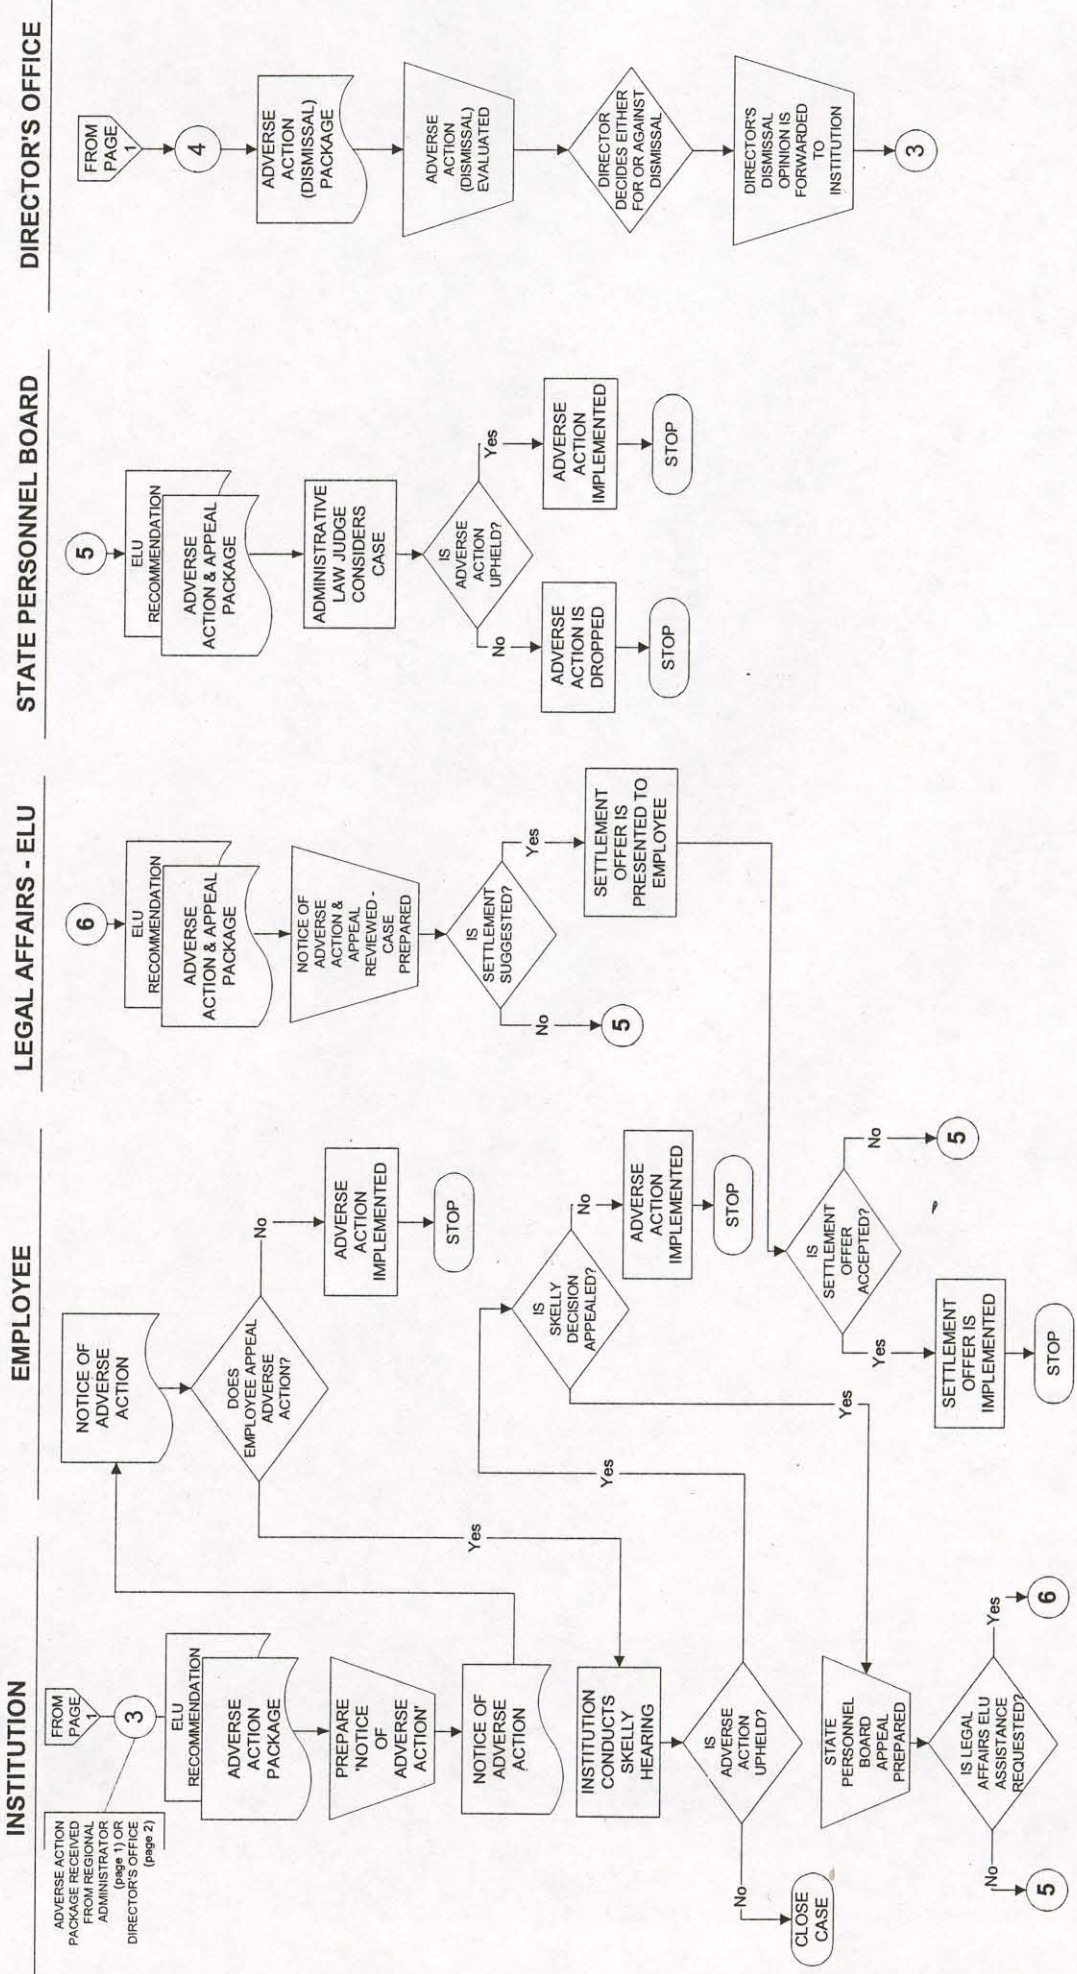 INSTITUTION
FROM
PAGE
1
3
ADVERSE ACTION
PACKAGE RECEIVED
FROM REGIONAL
ADMINISTRATOR
(page 1) OR
DIRECTOR'S OFFICE
(page 2)
ELU
RECOMMENDATION
ADVERSE
ACTION
PACKAGE
PREPARE
'NOTICE
OF
ADVERSE
ACTION'
NOTICE OF
ADVERSE
ACTION
INSTITUTION
CONDUCTS
SKELLY
HEARING
IS
ADVERSE
ACTION
UPHELD?
No
CLOSE
CASE
Yes
STATE
PERSONNEL
BOARD
APPEAL
PREPARED
IS LEGAL
AFFAIRS ELU
ASSISTANCE
REQUESTED?
No
5
Yes
6
EMPLOYEE
NOTICE OF
ADVERSE
ACTION
DOES
EMPLOYEE APPEAL
ADVERSE
ACTION?
Yes
No
ADVERSE
ACTION
IMPLEMENTED
STOP
IS
SKELLY
DECISION
APPEALED?
Yes
No
ADVERSE
ACTION
IMPLEMENTED
STOP
IS
SETTLEMENT
OFFER
ACCEPTED?
No
5
Yes
SETTLEMENT
OFFER IS
IMPLEMENTED
STOP
LEGAL AFFAIRS - ELU
6
ELU
RECOMMENDATION
ADVERSE
ACTION & APPEAL
PACKAGE
NOTICE OF
ADVERSE
ACTION &
APPEAL
REVIEWED -
CASE
PREPARED
IS
SETTLEMENT
SUGGESTED?
No
5
Yes
SETTLEMENT
OFFER IS
PRESENTED TO
EMPLOYEE
STATE PERSONNEL BOARD
5
ELU
RECOMMENDATION
ADVERSE
ACTION & APPEAL
PACKAGE
ADMINISTRATIVE
LAW JUDGE
CONSIDERS
CASE
IS
ADVERSE
ACTION
UPHELD?
No
ADVERSE
ACTION IS
DROPPED
STOP
Yes
ADVERSE
ACTION
IMPLEMENTED
STOP
DIRECTOR'S OFFICE
FROM
PAGE
1
4
ADVERSE
ACTION
(DISMISSAL)
PACKAGE
ADVERSE
ACTION
(DISMISSAL)
EVALUATED
DIRECTOR
DECIDES EITHER
FOR OR AGAINST
DISMISSAL
DIRECTOR'S
DISMISSAL
OPINION IS
FORWARDED
TO
INSTITUTION
3